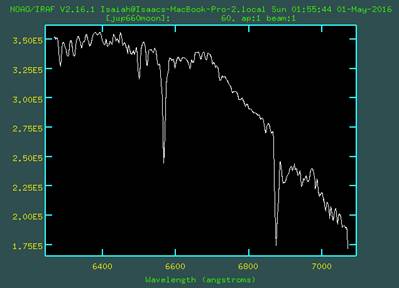 NOAO/IRAF V2.16.1 Isaiah@Isaacs-MacBook-Pro-2.local Sun 01:55:44 01-May-2016
[jup660moon]: 60. ap:1 beam:1
3.50E5
3.25E5
3.00E5
2.75E5
2.50E5
2.25E5
2.00E5
1.75E5
6400 6600 6800 7000
Wavelength (angstroms)